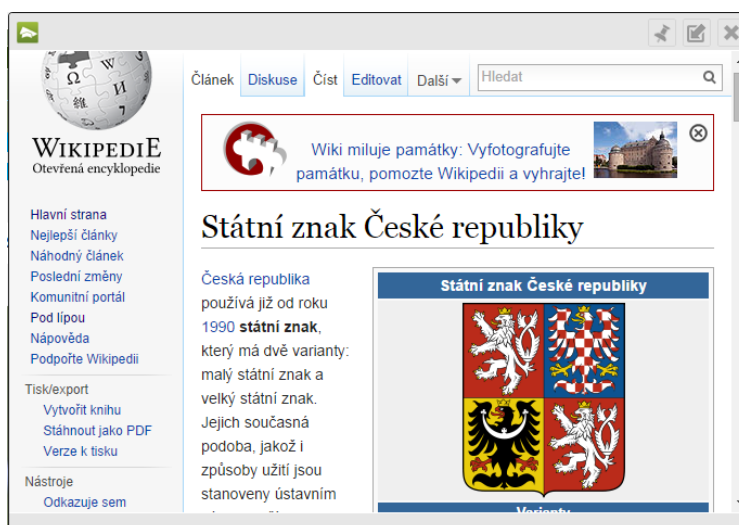 WIKIPEDIE
Otevřená encyklopedie
Hlavní strana
Nejlepší články
Náhodný článek
Poslední změny
Komunitní portál
Pod lípou
Nápověda
Podpořte Wikipedii
Tisk/export
Vytvořit knihu
Stáhnout jako PDF
Verze k tisku
Nástroje
Odkazuje sem
Článek Diskuse Číst Editovat Další Hledat
Wiki miluje památky: Vyfotografujte
památku, pomozte Wikipedii a vyhrajte!
Státní znak České republiky
Česká republika
používá již od roku
1990 státní znak,
který má dvě varianty:
malý státní znak a
velký státní znak.
Jejich současná
podoba, jakož i
způsoby užití jsou
stanoveny ústavním
Státní znak České republiky
Varianty